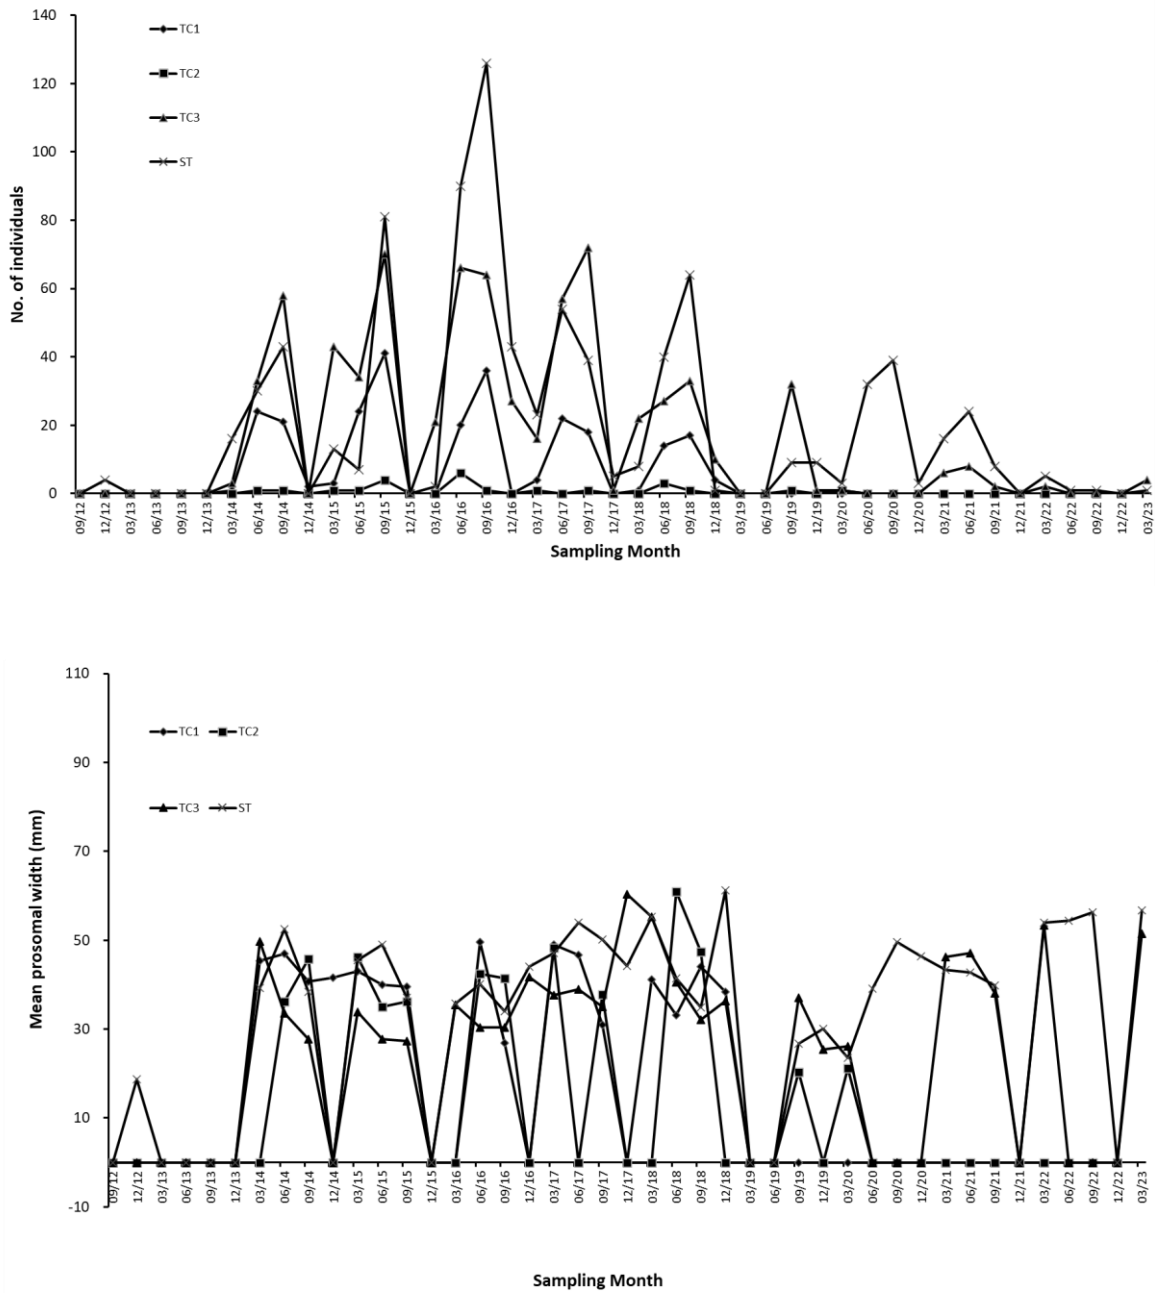 140
120
100
80
60
40
20
0
No. of individuals
TC1
TC2
TC3
ST
09/12 12/12 03/13 06/13 09/13 12/13 03/14 06/14 09/14 12/14 03/15 06/15 09/15 12/15 03/16 06/16 09/16 12/16 03/17 06/17 09/17 12/17 03/18 06/18 09/18 12/18 03/19 06/19 09/19 12/19 03/20 06/20 09/20 12/20 03/21 06/21 09/21 12/21 03/22 06/22 09/22 12/22 03/23
Sampling Month
110
90
70
50
30
10
-10
Mean prosomal width (mm)
TC1 TC2
TC3 ST
09/12 12/12 03/13 06/13 09/13 12/13 03/14 06/14 09/14 12/14 03/15 06/15 09/15 12/15 03/16 06/16 09/16 12/16 03/17 06/17 09/17 12/17 03/18 06/18 09/18 12/18 03/19 06/19 09/19 12/19 03/20 06/20 09/20 12/20 03/21 06/21 09/21 12/21 03/22 06/22 09/22 12/22 03/23
Sampling Month